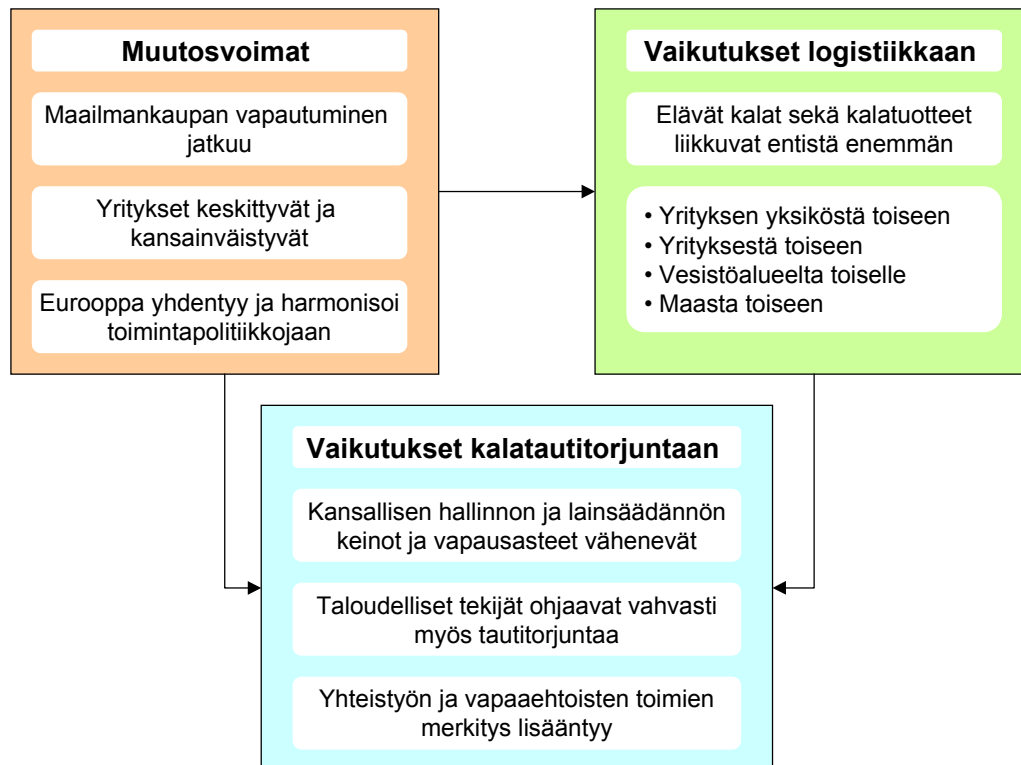 Muutosvoimat
Maailmankaupan vapautuminen
jatkuu
Yritykset keskittyvät ja
kansainväistyvät
Eurooppa yhdentyy ja harmonisoi
toimintapolitiikkojaan
Vaikutukset logistiikkaan
Elävät kalat sekä kalatuotteet
liikkuvat entistä enemmän
• Yrityksen yksiköstä toiseen
• Yrityksestä toiseen
• Vesistöalueelta toiselle
• Maasta toiseen
Vaikutukset kalatautitorjuntaan
Kansallisen hallinnon ja lainsäädännön
keinot ja vapausasteet vähenevät
Taloudelliset tekijät ohjaavat vahvasti
myös tautitorjuntaa
Yhteistyön ja vapaaehtoisten toimien
merkitys lisääntyy